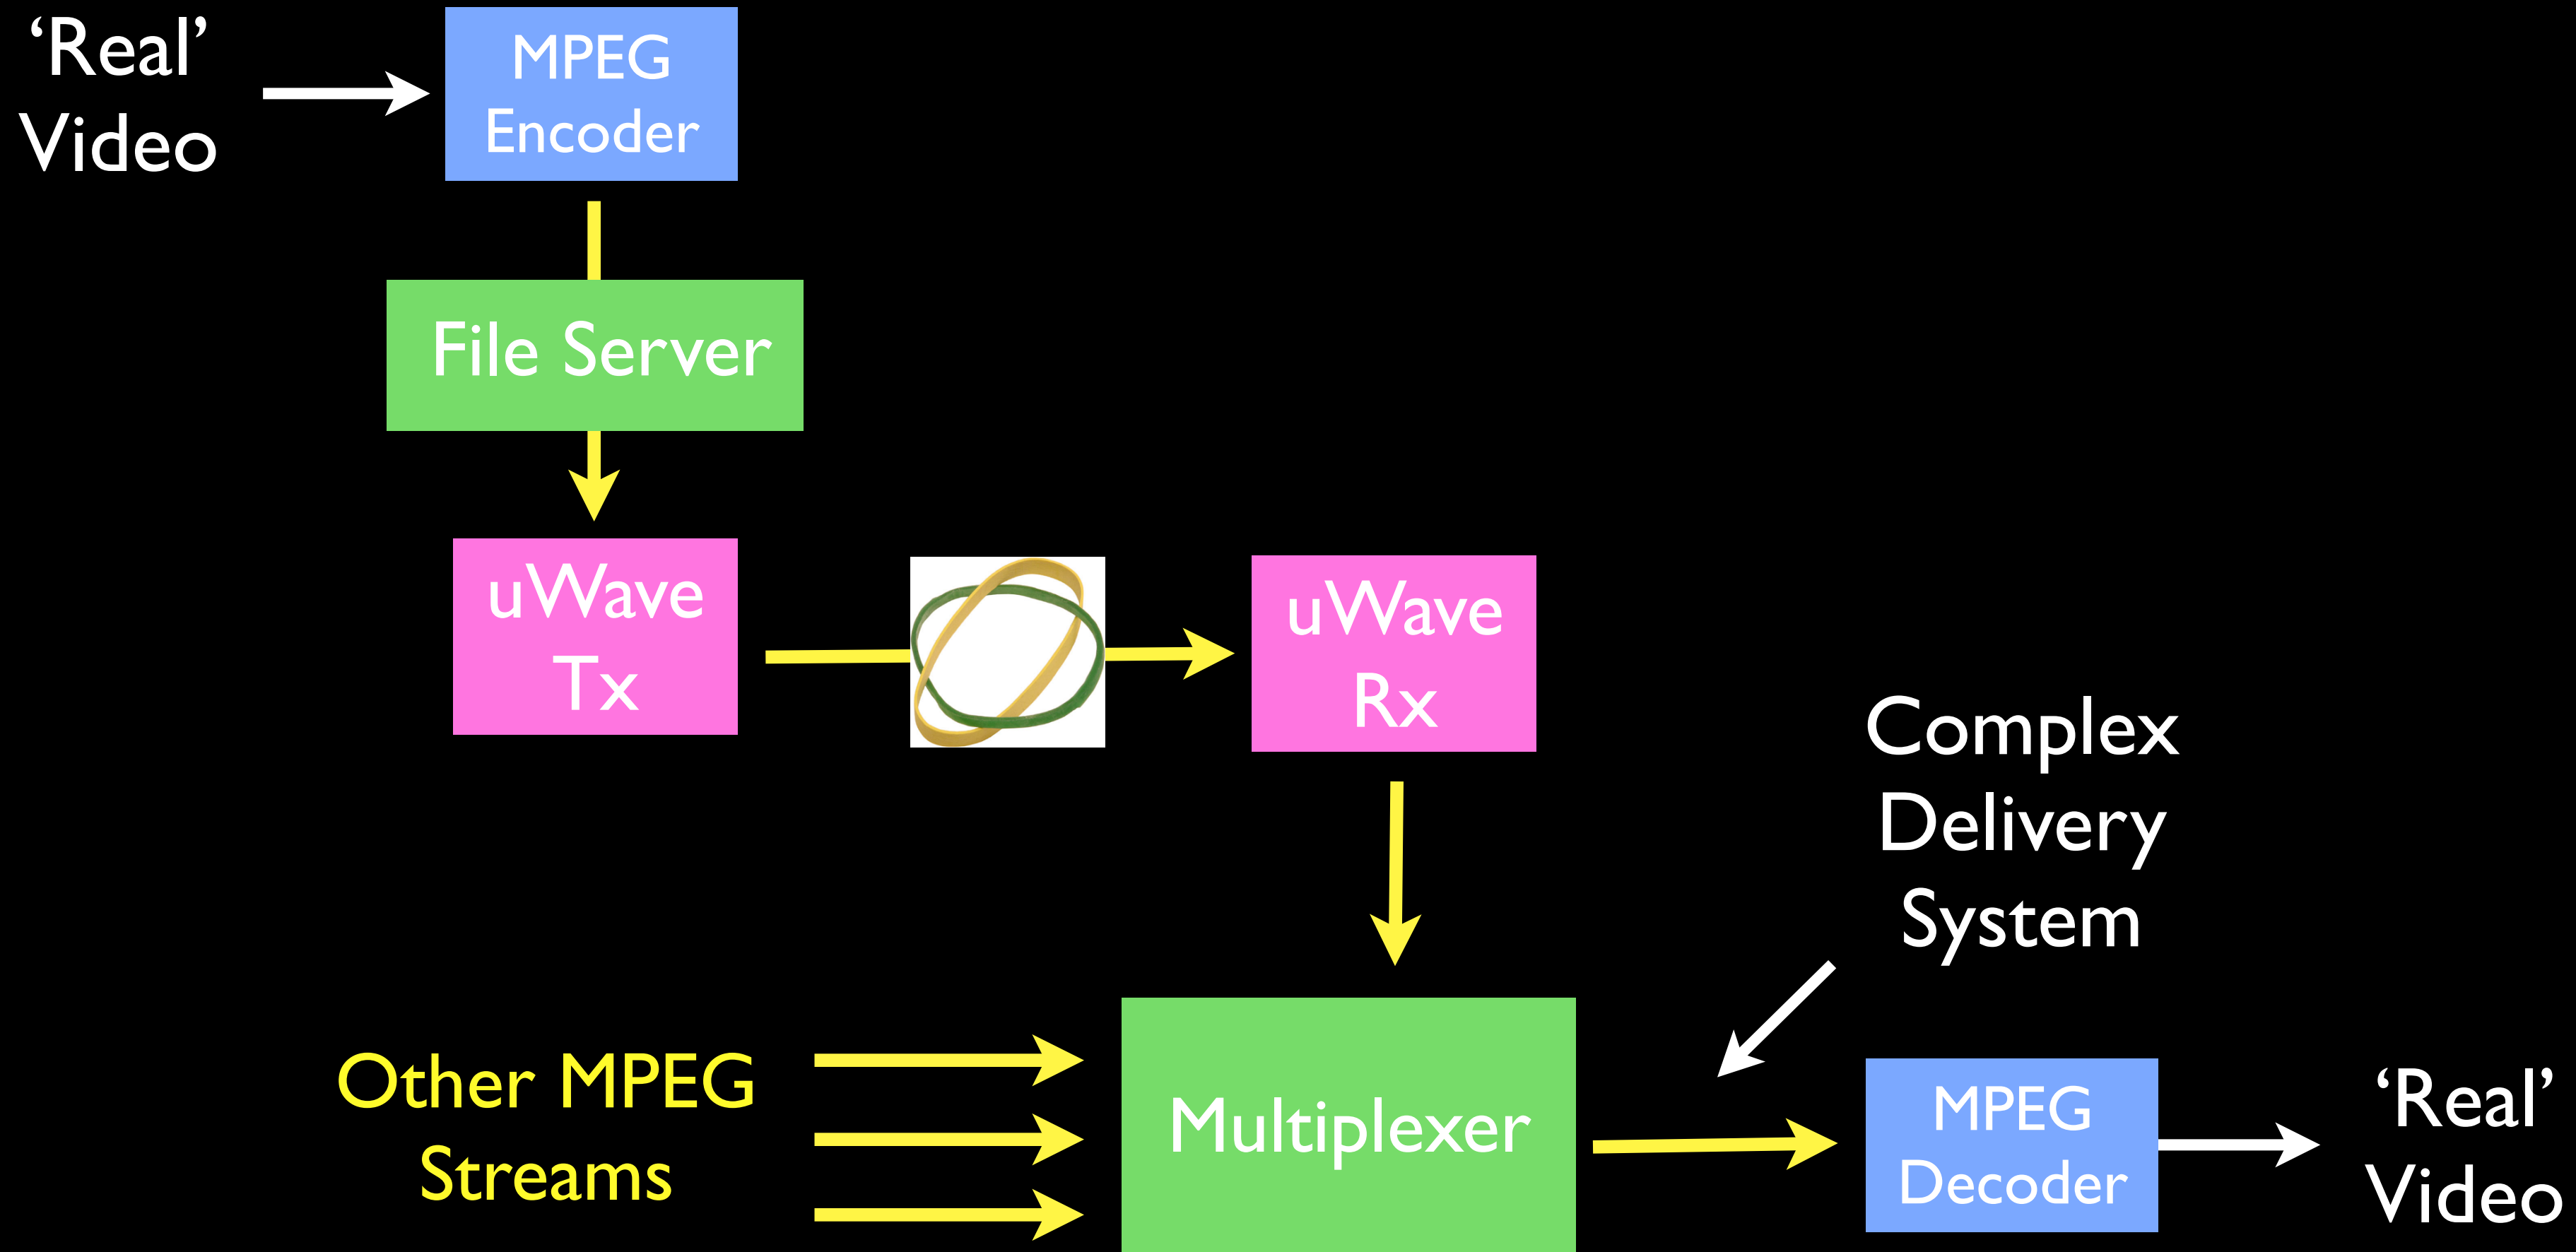 ‘Real’
Video
MPEG
Encoder
File Server
uWave
Tx
uWave
Rx
Complex
Delivery
System
Other MPEG
Streams
Multiplexer
MPEG
Decoder
‘Real’
Video